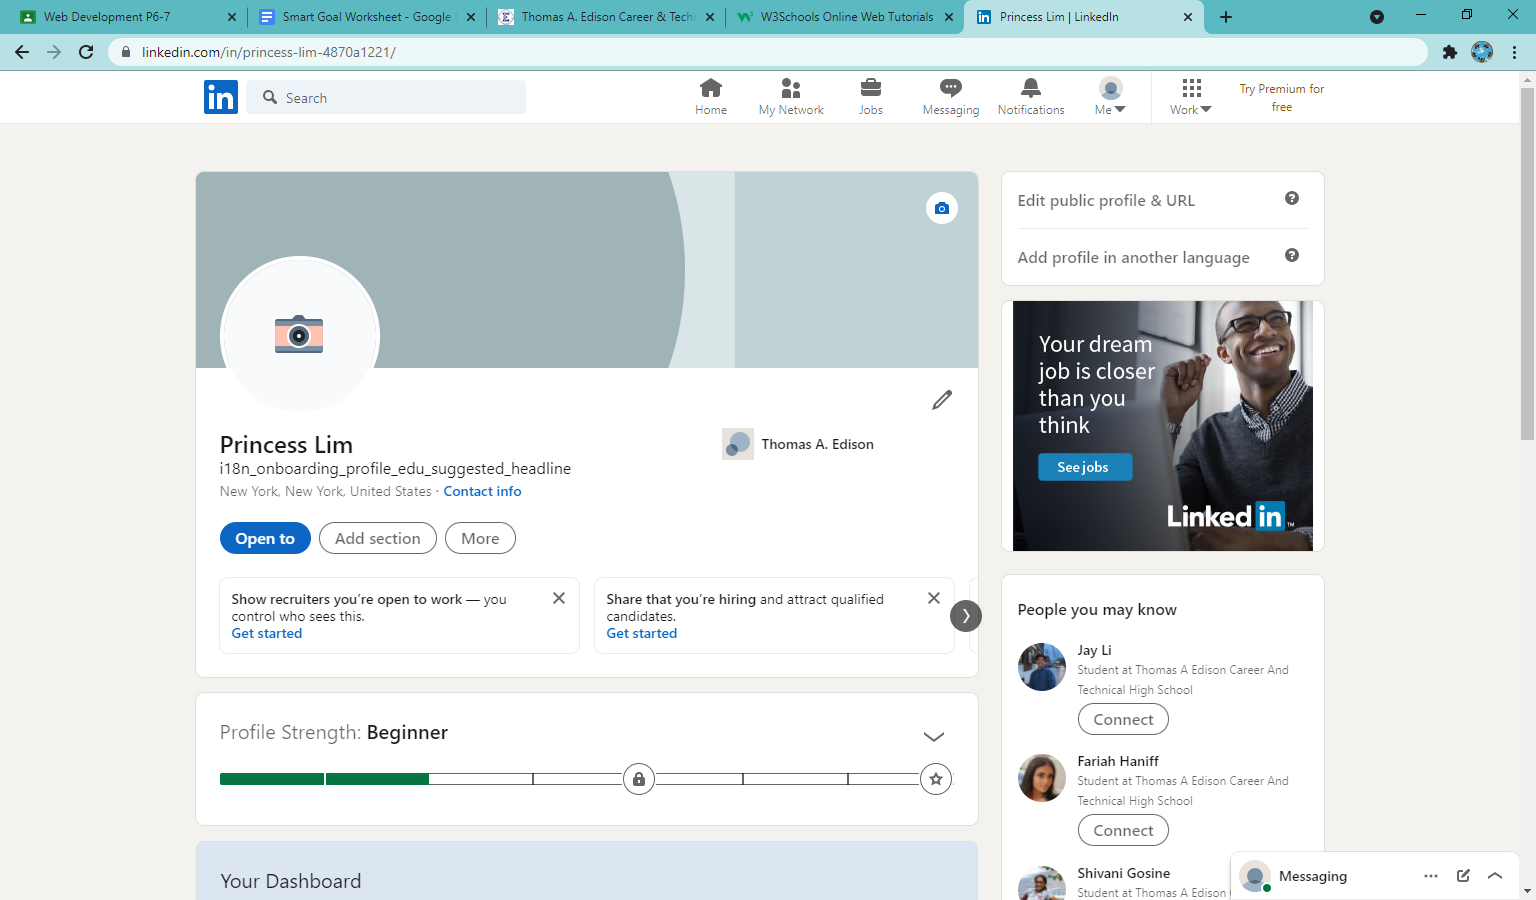 Web Development P6-7
Smart Goal Worksheet - Google
Thomas A. Edison Career & Tech
W3Schools Online Web Tutorials
Princess Lim | LinkedIn
linkedin.com/in/princess-lim-4870a1221/
in
Search
Home
My Network
Jobs
Messaging
Notifications
Me
Work
Try Premium for
free
Princess Lim
i18n_onboarding_profile_edu_suggested_headline
New York, New York, United States · Contact info
Thomas A. Edison
Open to
Add section
More
Show recruiters you’re open to work — you
control who sees this.
Get started
Share that you’re hiring and attract qualified
candidates.
Get started
Profile Strength: Beginner
Your Dashboard
Edit public profile & URL
Add profile in another language
Your dream
job is closer
than you
think
See jobs
Linked in™
People you may know
Jay Li
Student at Thomas A Edison Career And
Technical High School
Connect
Fariah Haniff
Student at Thomas A Edison Career And
Technical High School
Connect
Shivani Gosine
Student at Thomas A Edison
Messaging